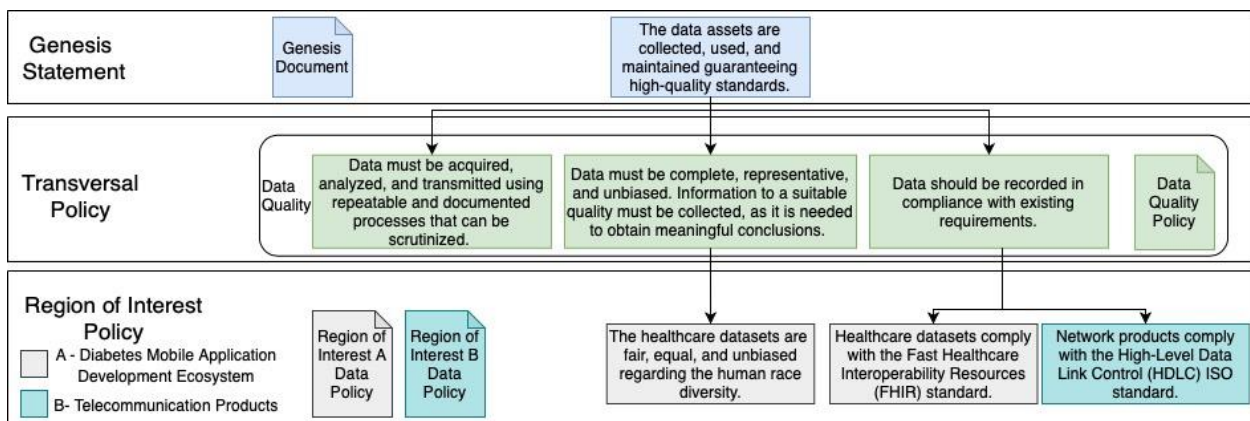 Genesis
Statement
Genesis
Document
The data assets are
collected, used, and
maintained guaranteeing
high-quality standards.
Transversal
Policy
Data
Quality
Data must be acquired,
analyzed, and transmitted using
repeatable and documented
processes that can be
scrutinized.
Data must be complete, representative,
and unbiased. Information to a suitable
quality must be collected, as it is needed
to obtain meaningful conclusions.
Data should be recorded in
compliance with existing
requirements.
Data
Quality
Policy
Region of Interest
Policy
A - Diabetes Mobile Application
Development Ecosystem
B- Telecommunication Products
Region of
Interest A
Data
Policy
Region of
Interest B
Data
Policy
The healthcare datasets are
fair, equal, and unbiased
regarding the human race
diversity.
Healthcare datasets comply
with the Fast Healthcare
Interoperability Resources
(FHIR) standard.
Network products comply
with the High-Level Data
Link Control (HDLC) ISO
standard.